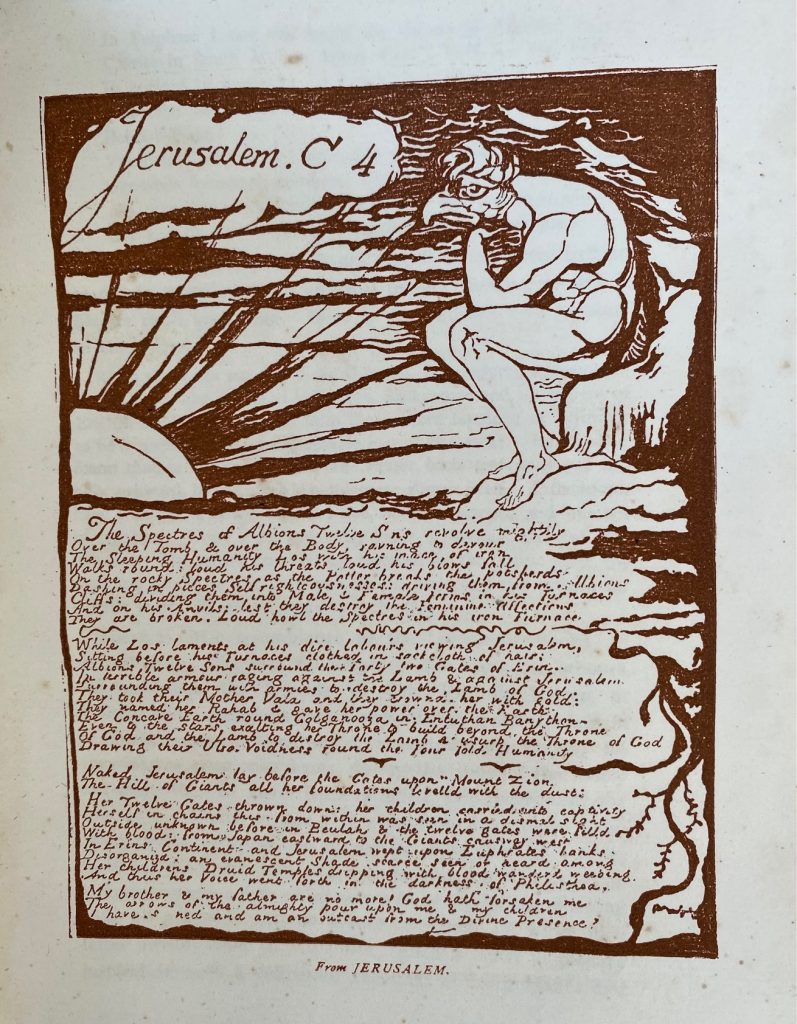 Jerusalem. C 4
The Spectres of Albions Twelve S ns revolve mightily
Over the Tomb & over the Body ravning to devour
The Sleeping Humanity Los with his mace of iron
Walks round: loud his threats loud his blows fall
On the rocky Spectres as the Potter breaks the potsherds
Dashing in pieces Self righteousnesses: driving them from Albions
Cliffs: dividing them into Male & Female forms in his Furnaces
And on his Anvils: lest they destroy the Feminine Affections
They are broken. Loud howl the Spectres in his iron Furnace
While Los laments at his dire labours viewing Jerusalem,
Sitting before his Furnaces clothed in sackcloth of hair;
Albions Twelve Sons surround the Forty two Gates of Erin.
In terrible armour raging against the Lamb & against Jerusalem
Surrounding them with armies to destroy the Lamb of God.
They took their Mother Vala and they crownd her with gold:
They named her Rahab & gave her power over the Earth
The Concave Earth round Golgonooza in Entuthon Benython
Even to the stars exalting her Throne to build beyond the Throne
Of God and the Lamb to destroy the Lamb & usurp the Throne of God
Drawing their Ulro Voidness round the four fold Humanity
Naked Jerusalem lay before the Gates upon Mount Zion
The Hill of Giants all her foundations levelld with the dust:
Her Twelve Gates thrown down: her children carried into captivity
Herself in chains this from within was seen in a dismal
Outside unknown before in Beulah & the twelve gates were filld
With blood: from Japan eastward to the Giants causway west
In Erins Continent and Jerusalem wept upon Euphrates banks
Disorganizd: an evanescent Shade scarce seen or heard among
Her childrens Druid Temples dripping with blood wanderd weeping
And thus her voice went forth in the darkness of Philisthea.
My brother & my father are no more! God hath forsaken me
The arrows of the almighty pour upon me & my children
I have s ned and am an outcast from the Divine Presence!
From JERUSALEM.